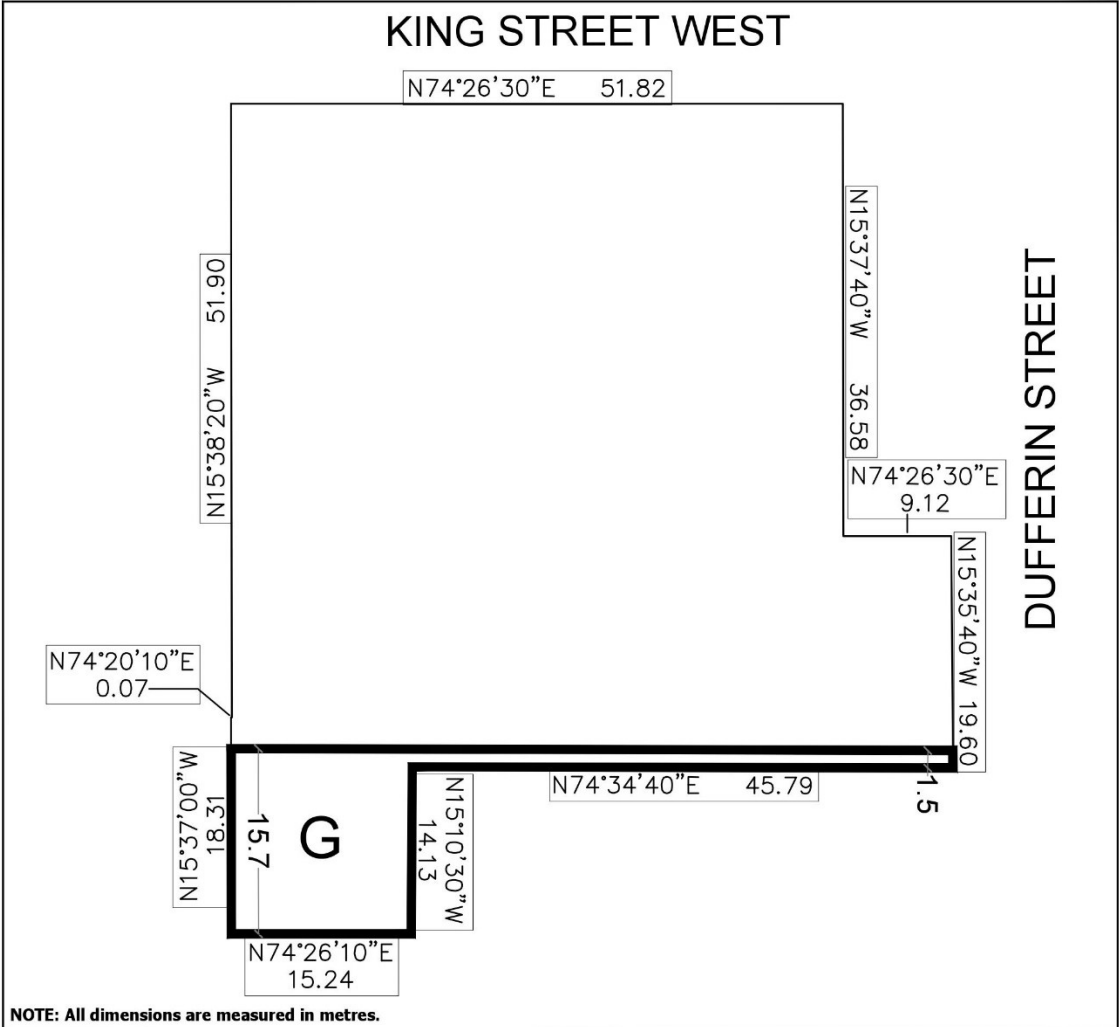 KING STREET WEST
N74°26'30"E 51.82
N15°37'40"W 36.58
DUFFERIN STREET
N15°38'20"W 51.90
N74°26'30"E
9.12
N15°35'40"W 19.60
N74°20'10"E
0.07
N15°37'00"W
18.31
15.7
G
N15°10'30"W
14.13
N74°34'40"E 45.79
1.5
N74°26'10"E
15.24
NOTE: All dimensions are measured in metres.